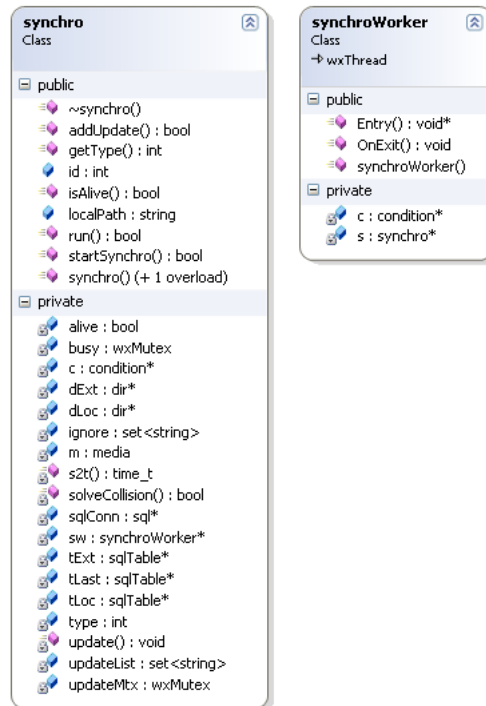 synchro
Class
public
~synchro()
addUpdate() : bool
getType() : int
id : int
isAlive() : bool
localPath : string
run() : bool
startSynchro() : bool
synchro() (+ 1 overload)
private
alive : bool
busy : wxMutex
c : condition*
dExt : dir*
dLoc : dir*
ignore : set<string>
m : media
s2t() : time_t
solveCollision() : bool
sqlConn : sql*
sw : synchroWorker*
tExt : sqlTable*
tLast : sqlTable*
tLoc : sqlTable*
type : int
update() : void
updateList : set<string>
updateMtx : wxMutex
synchroWorker
Class
wxThread
public
Entry() : void*
OnExit() : void
synchroWorker()
private
c : condition*
s : synchro*